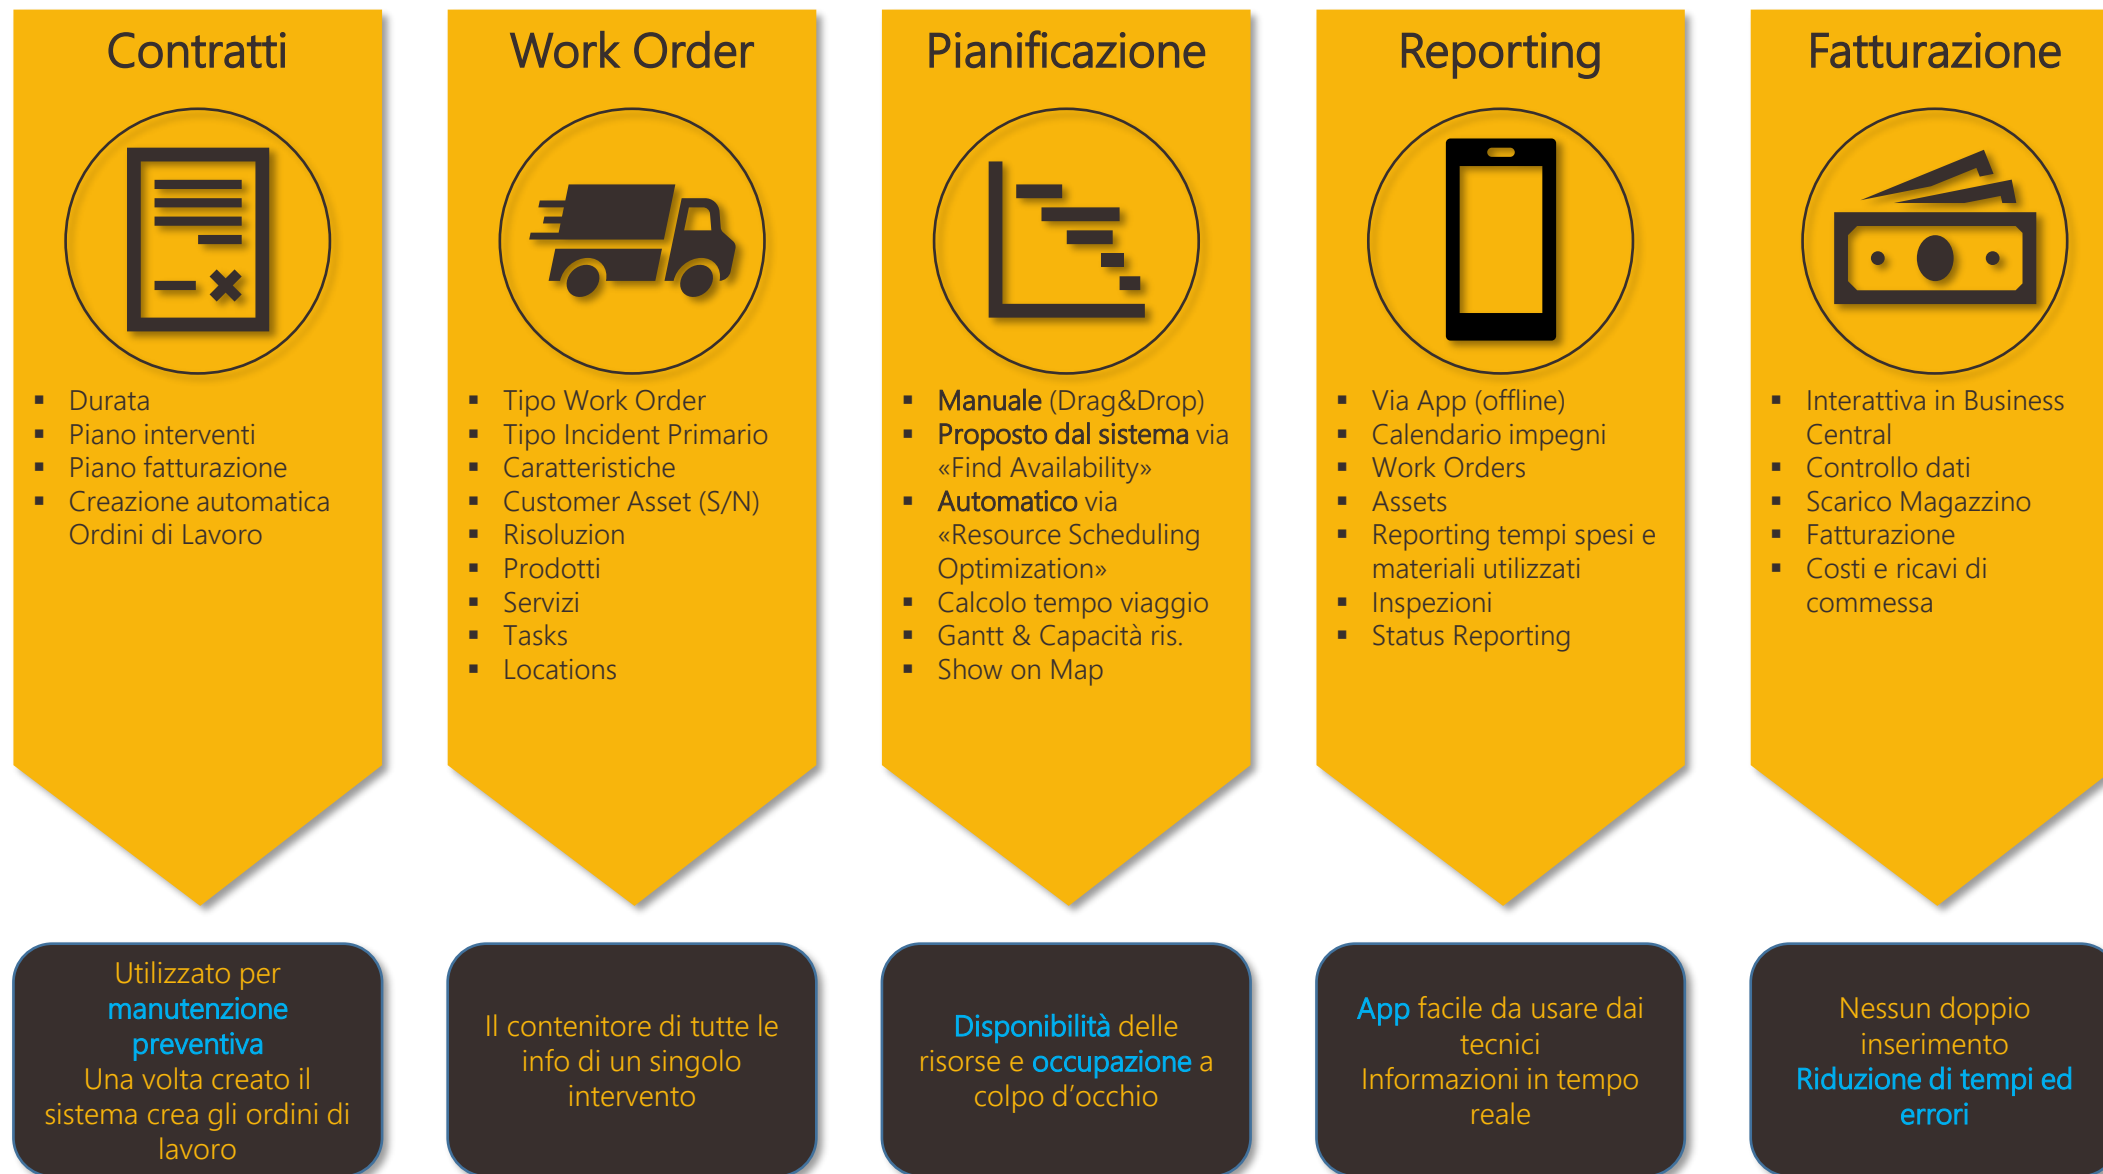 Contratti
▪ Durata
▪ Piano interventi
▪ Piano fatturazione
▪ Creazione automatica
Ordini di Lavoro
Utilizzato per
manutenzione
preventiva
Una volta creato il
sistema crea gli ordini di
lavoro
Work Order
▪ Tipo Work Order
▪ Tipo Incident Primario
▪ Caratteristiche
▪ Customer Asset (S/N)
▪ Risoluzion
▪ Prodotti
▪ Servizi
▪ Tasks
▪ Locations
Il contenitore di tutte le
info di un singolo
intervento
Pianificazione
▪ Manuale (Drag&Drop)
▪ Proposto dal sistema via
«Find Availability»
▪ Automatico via
«Resource Scheduling
Optimization»
▪ Calcolo tempo viaggio
▪ Gantt & Capacità ris.
▪ Show on Map
Disponibilità delle
risorse e occupazione a
colpo d’occhio
Reporting
▪ Via App (offline)
▪ Calendario impegni
▪ Work Orders
▪ Assets
▪ Reporting tempi spesi e
materiali utilizzati
▪ Inspezioni
▪ Status Reporting
App facile da usare dai
tecnici
Informazioni in tempo
reale
Fatturazione
▪ Interattiva in Business
Central
▪ Controllo dati
▪ Scarico Magazzino
▪ Fatturazione
▪ Costi e ricavi di
commessa
Nessun doppio
inserimento
Riduzione di tempi ed
errori